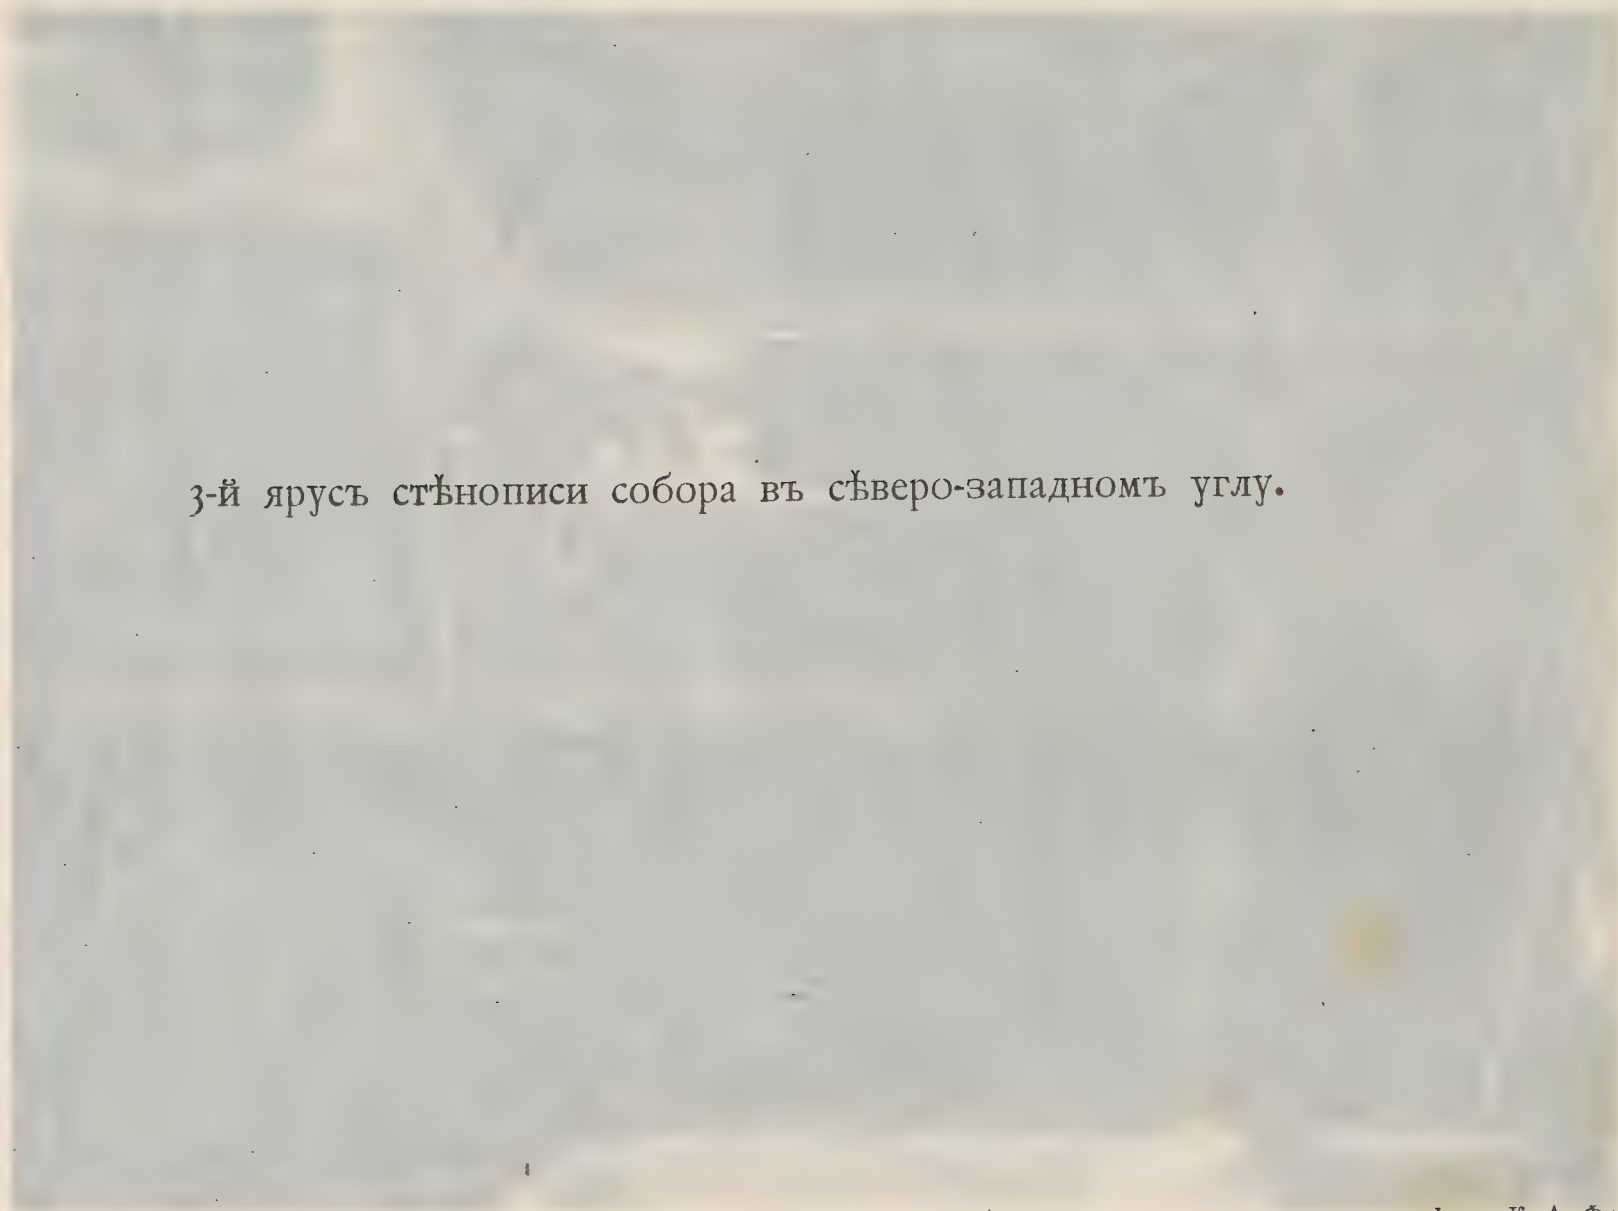 3-й ярусъ стѣнописи собора въ сѣверо-западномъ углу.